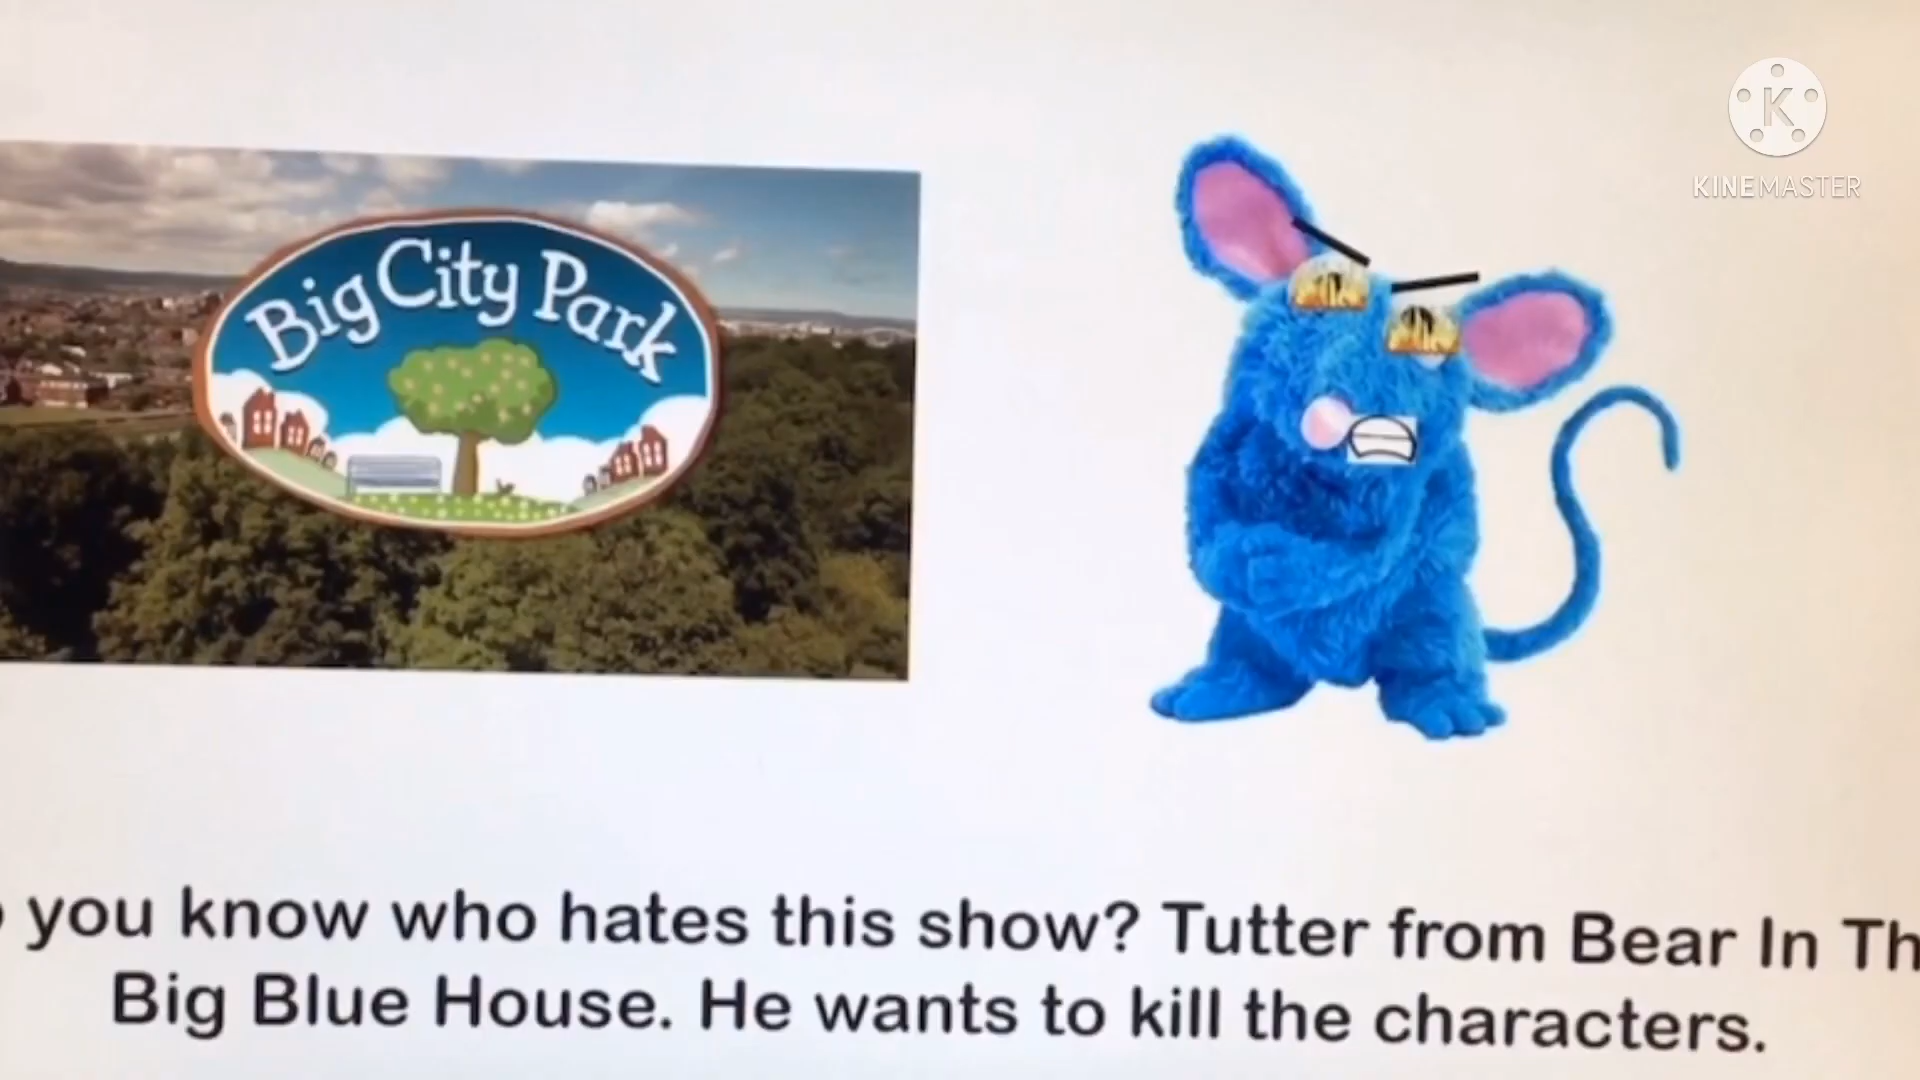 KINEMASTER
Big City Park
you know who hates this show? Tutter from Bear In
Big Blue House. He wants to kill the characters.